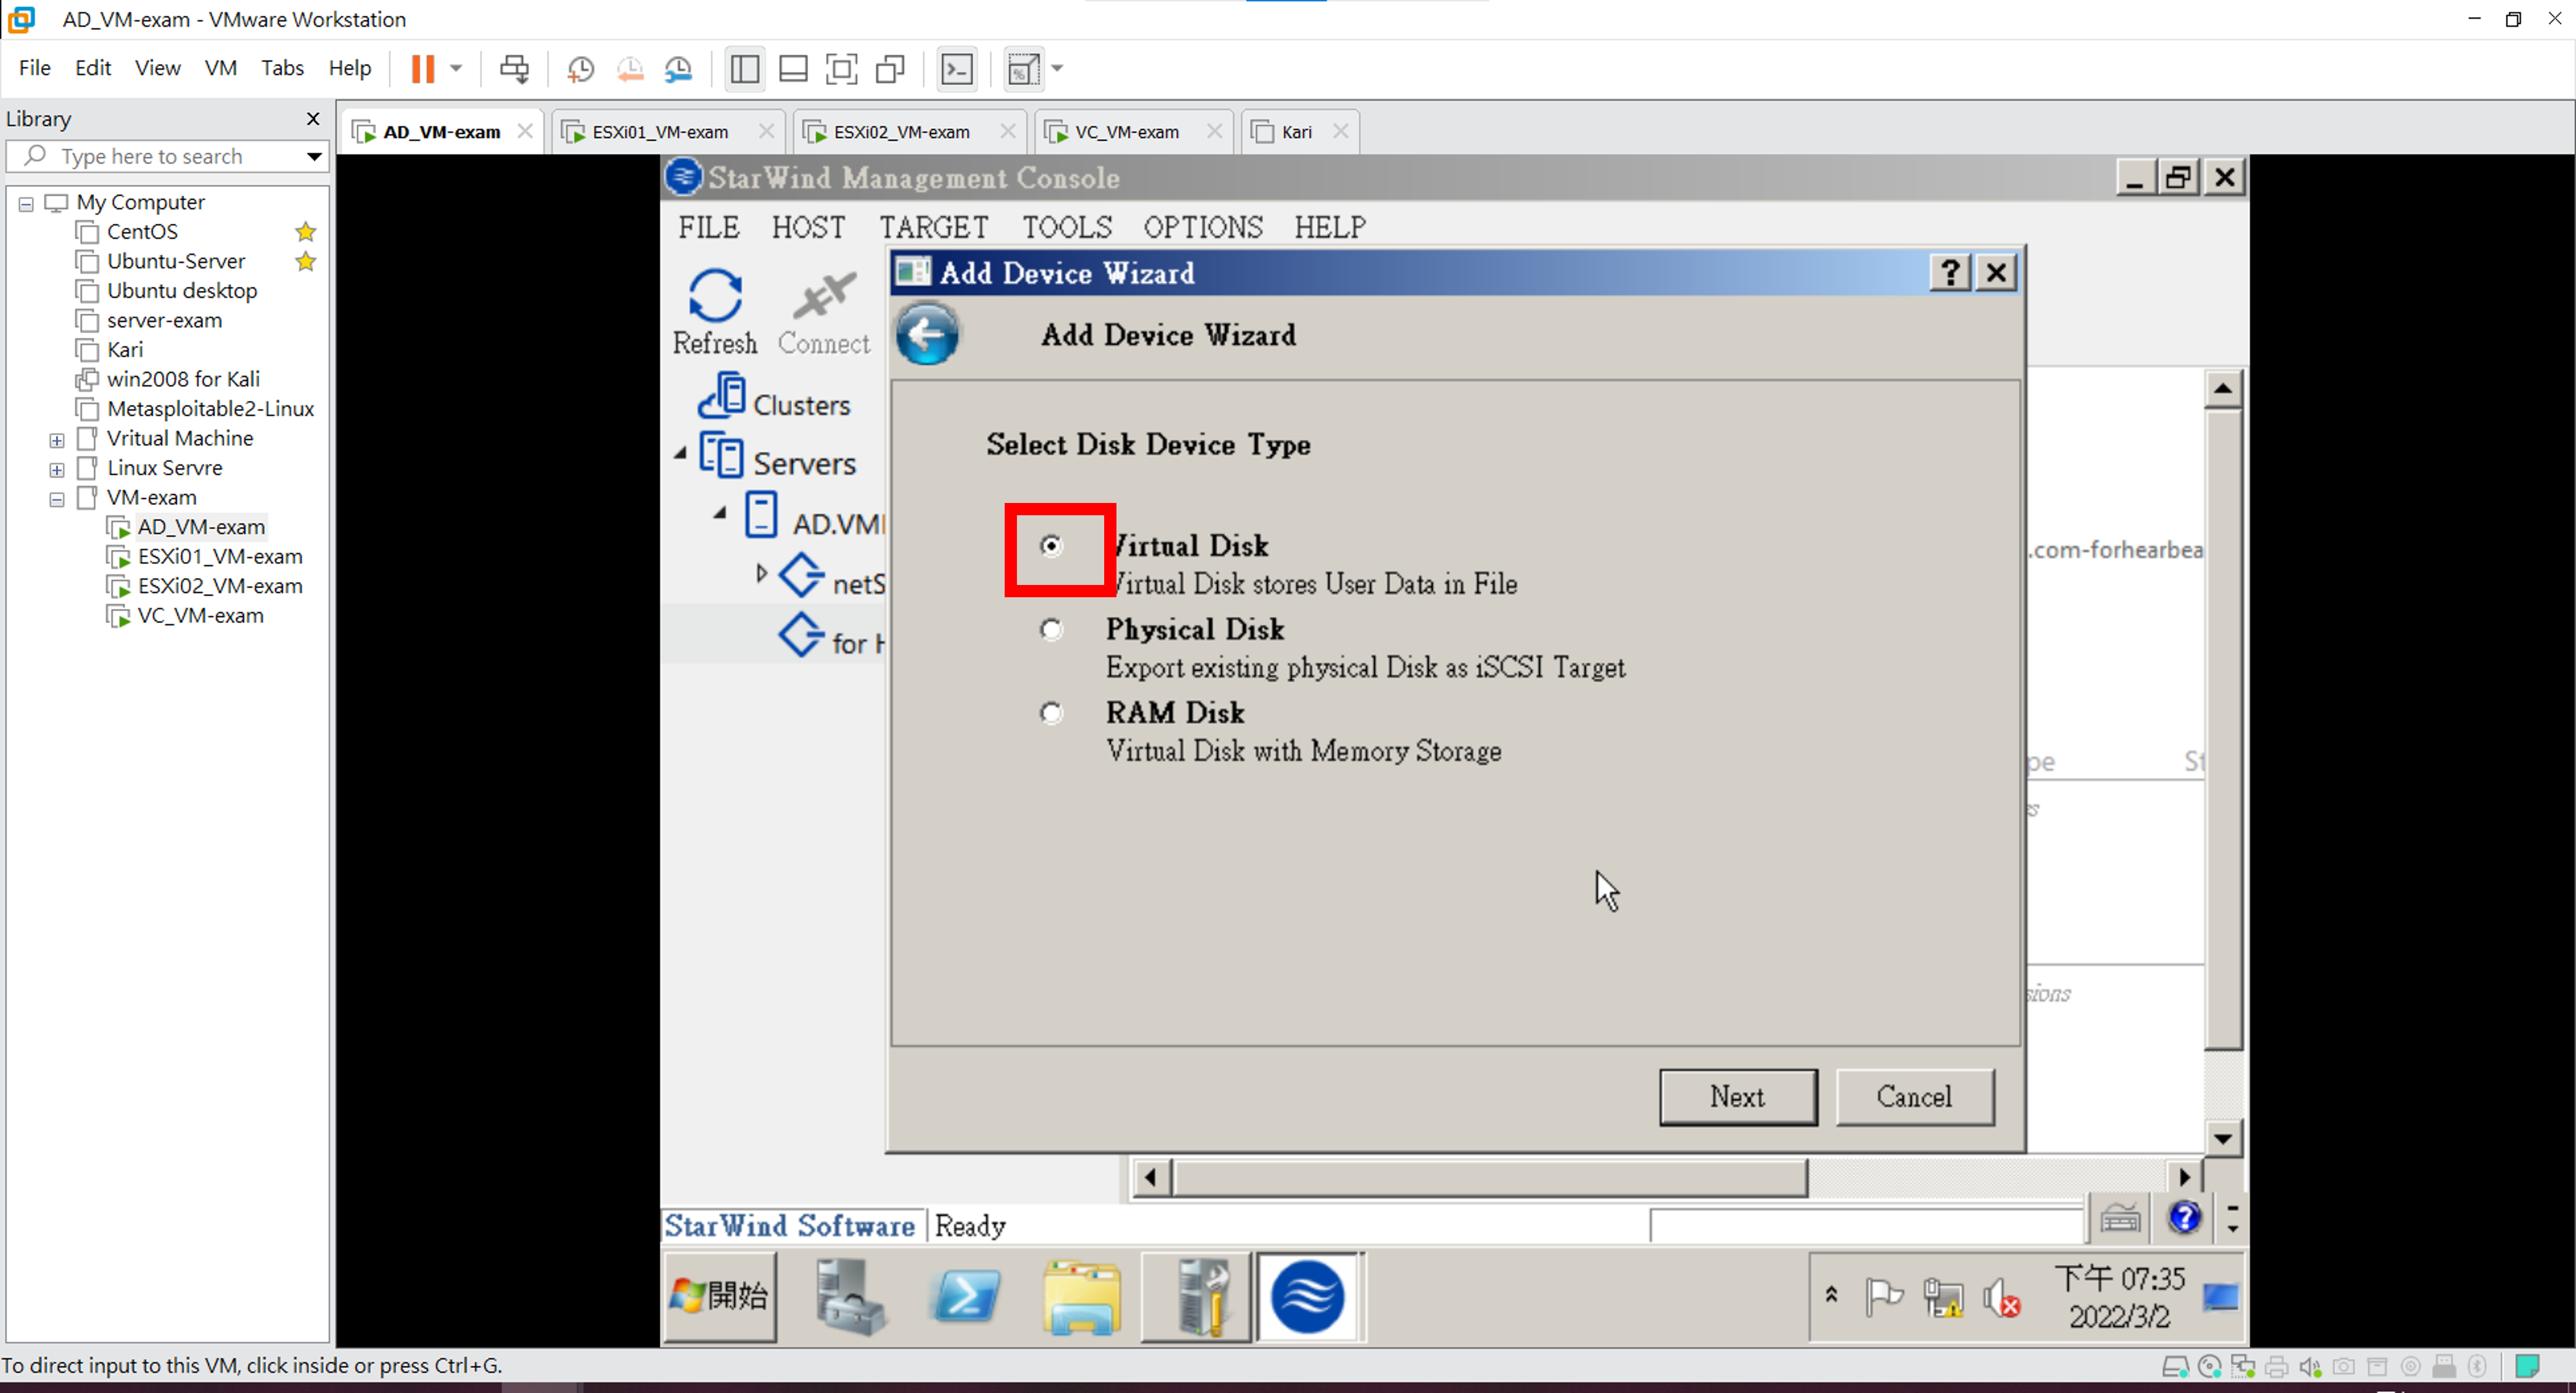 AD_VM-exam - VMware Workstation
File Edit View VM Tabs Help
Library
Type here to search
My Computer
CentOS
Ubuntu-Server
Ubuntu desktop
server-exam
Kari
win2008 for Kali
Metasploitable2-Linux
Vritual Machine
Linux Servre
VM-exam
AD_VM-exam
ESXi01_VM-exam
ESXi02_VM-exam
VC_VM-exam
AD_VM-exam ESXi01_VM-exam ESXi02_VM-exam VC_VM-exam Kari
StarWind Management Console
FILE HOST TARGET TOOLS OPTIONS HELP
Refresh Connect
Clusters
Servers
AD.VM
netS
for H
Add Device Wizard
Add Device Wizard
Select Disk Device Type
Virtual Disk
Virtual Disk stores User Data in File
Physical Disk
Export existing physical Disk as iSCSI Target
RAM Disk
Virtual Disk with Memory Storage
Next Cancel
.com-forhearbea
pe St
s
sions
StarWind Software Ready
開始
下午 07:35
2022/3/2
To direct input to this VM, click inside or press Ctrl+G.